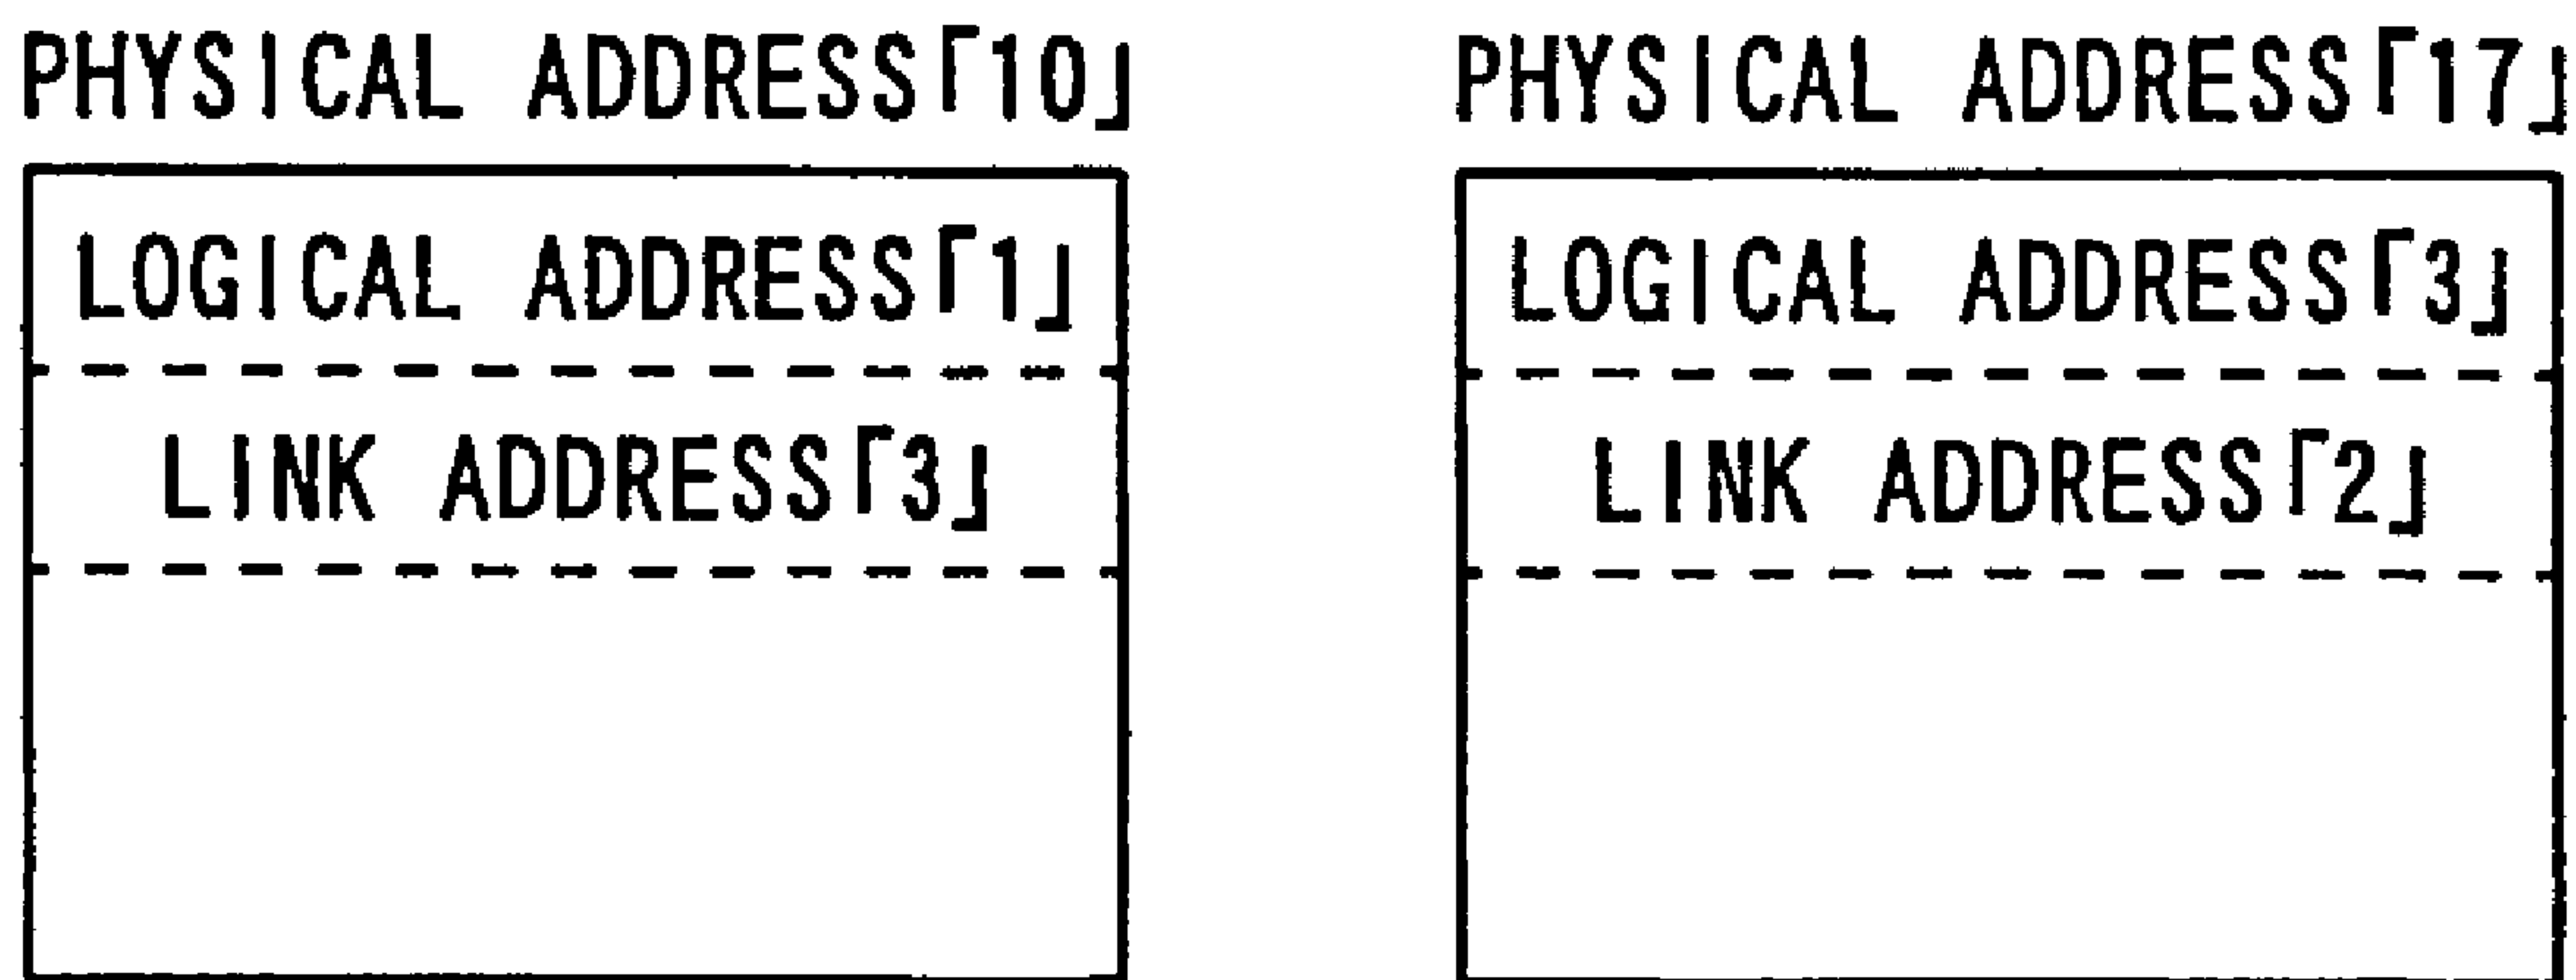 PHYSICAL ADDRESS「10」
LOGICAL ADDRESS「1」
LINK ADDRESS「3」
PHYSICAL ADDRESS「17」
LOGICAL ADDRESS「3」
LINK ADDRESS「2」